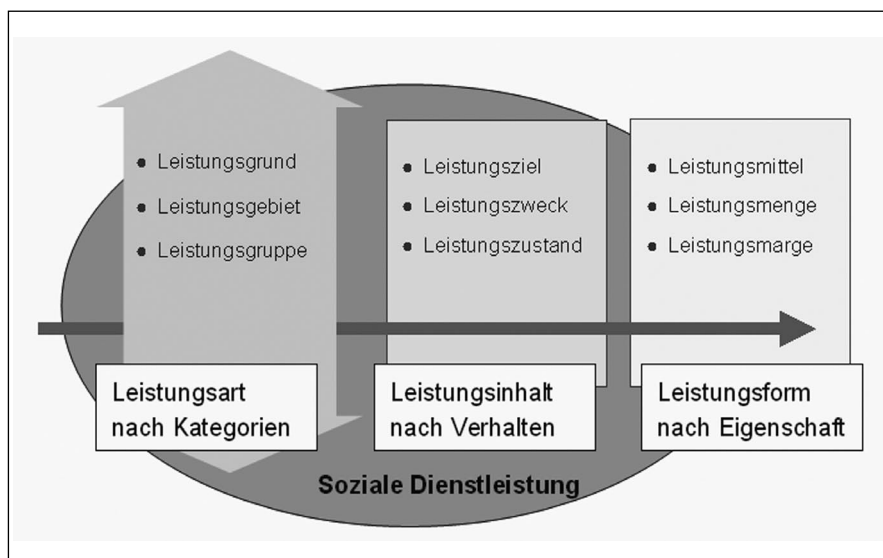 • Leistungsgrund
• Leistungsgebiet
• Leistungsgruppe
Leistungsart
nach Kategorien
• Leistungsziel
• Leistungszweck
• Leistungszustand
Leistungsinhalt
nach Verhalten
• Leistungsmittel
• Leistungsmenge
• Leistungsmarge
Leistungsform
nach Eigenschaft
Soziale Dienstleistung